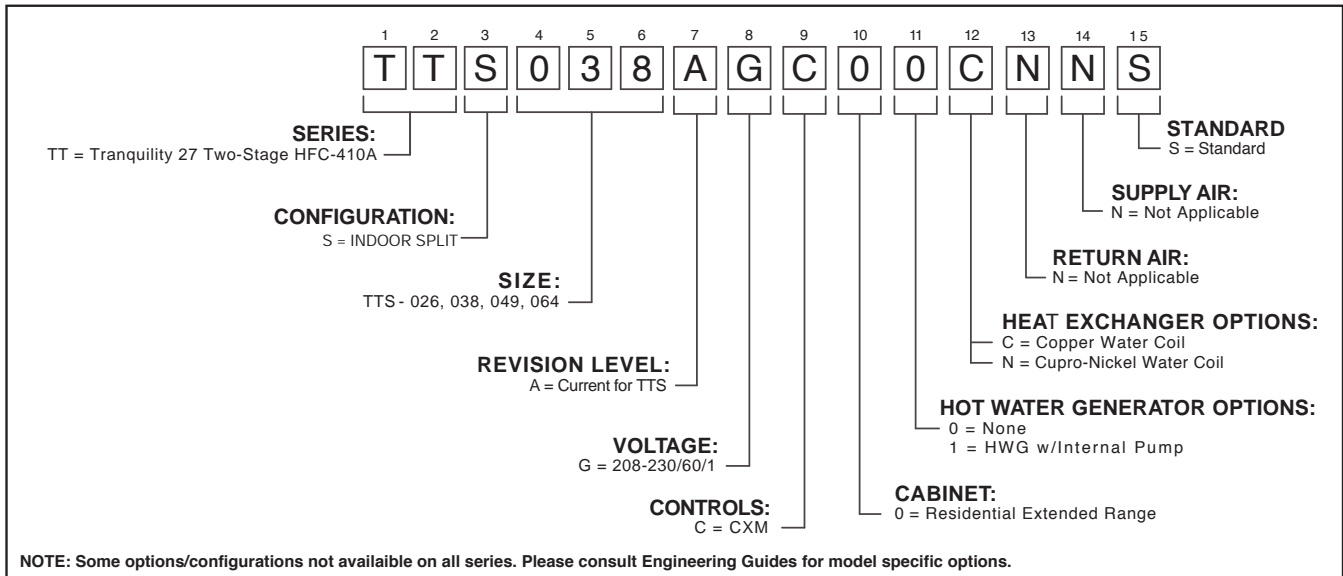 1 2 3 4 5 6 7 8 9 10 11 12 13 14 15
T T S 0 3 8 A G C 0 0 C N N S
SERIES:
TT = Tranquility 27 Two-Stage HFC-410A
CONFIGURATION:
S = INDOOR SPLIT
SIZE:
TTS - 026, 038, 049, 064
REVISION LEVEL:
A = Current for TTS
VOLTAGE:
G = 208-230/60/1
CONTROLS:
C = CXM
STANDARD
S = Standard
SUPPLY AIR:
N = Not Applicable
RETURN AIR:
N = Not Applicable
HEAT EXCHANGER OPTIONS:
C = Copper Water Coil
N = Cupro-Nickel Water Coil
HOT WATER GENERATOR OPTIONS:
0 = None
1 = HWG w/Internal Pump
CABINET:
0 = Residential Extended Range
NOTE: Some options/configurations not availaible on all series. Please consult Engineering Guides for model specific options.